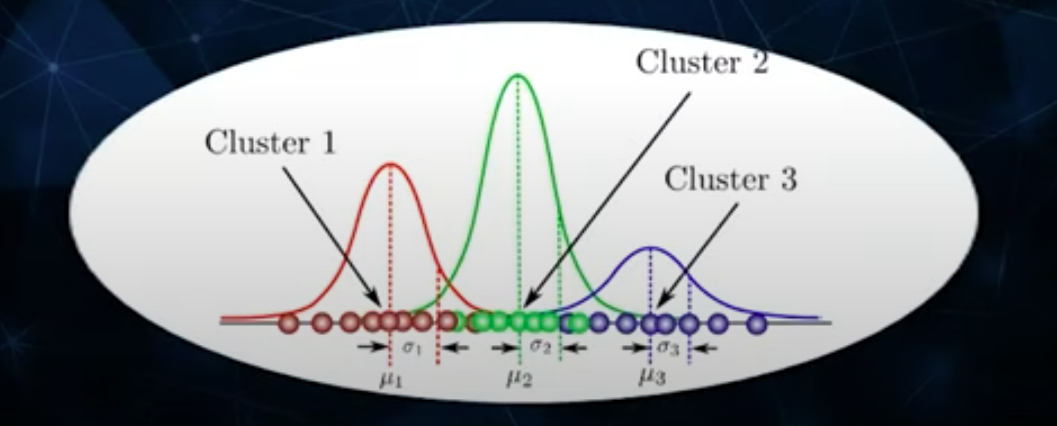 Cluster 2
Cluster 1
Cluster 3
σ₁
σ₂
σ₃
μ₁
μ₂
μ₃